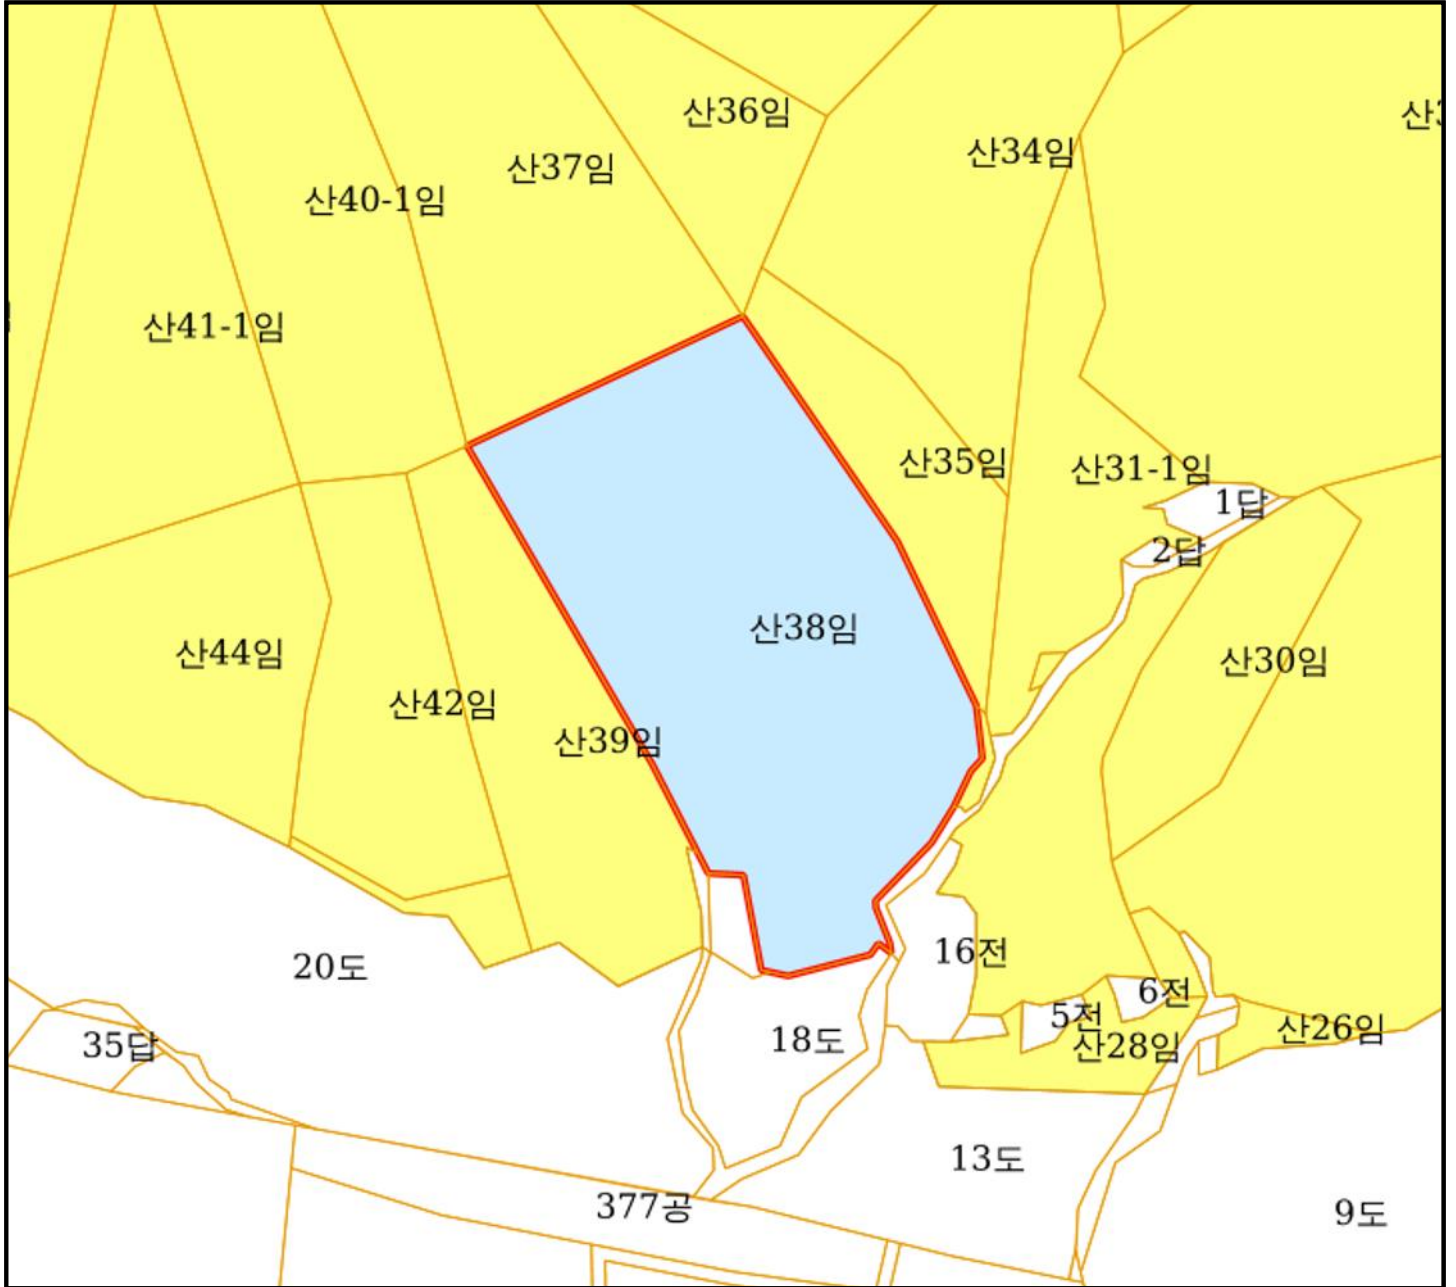 산36임
산34임
산37임
산40-1임
산41-1임
산35임
산31-1임
1답
2답
산38임
산44임
산30임
산42임
산39임
16전
20도
6전
5전
산26임
18도
35답
산28임
13도
377공
9도